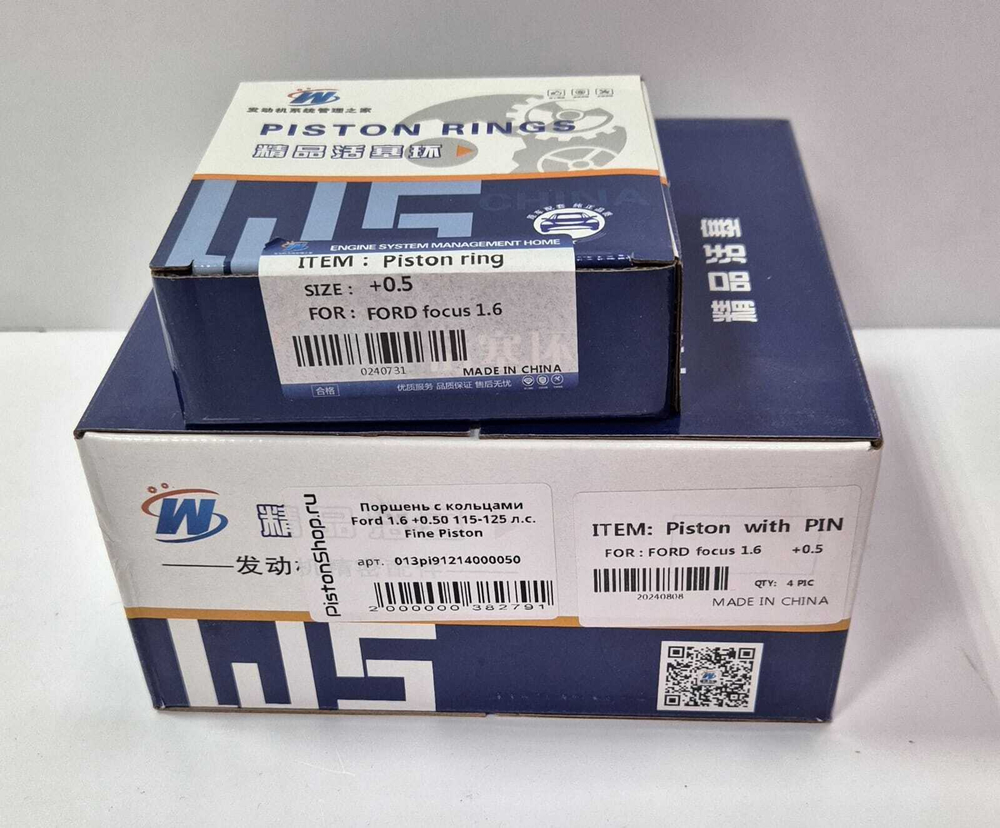 W
发动机系统管理之家
PISTON RINGS
精品活塞环
CHINA
ENGINE SYSTEM MANAGEMENT HOME
ITEM : Piston ring
SIZE : +0.5
FOR : FORD focus 1.6
0240731
MADE IN CHINA
合格
优质服务 品质保证 售后无忧
精品活塞
W
精
发动
PistonShop.ru
Поршень с кольцами
Ford 1.6 +0.50 115-125 л.с.
Fine Piston
арт. 013pi91214000050
2 000000 382791
ITEM: Piston with PIN
FOR : FORD focus 1.6 +0.5
QTY: 4 PIC
20240808
MADE IN CHINA